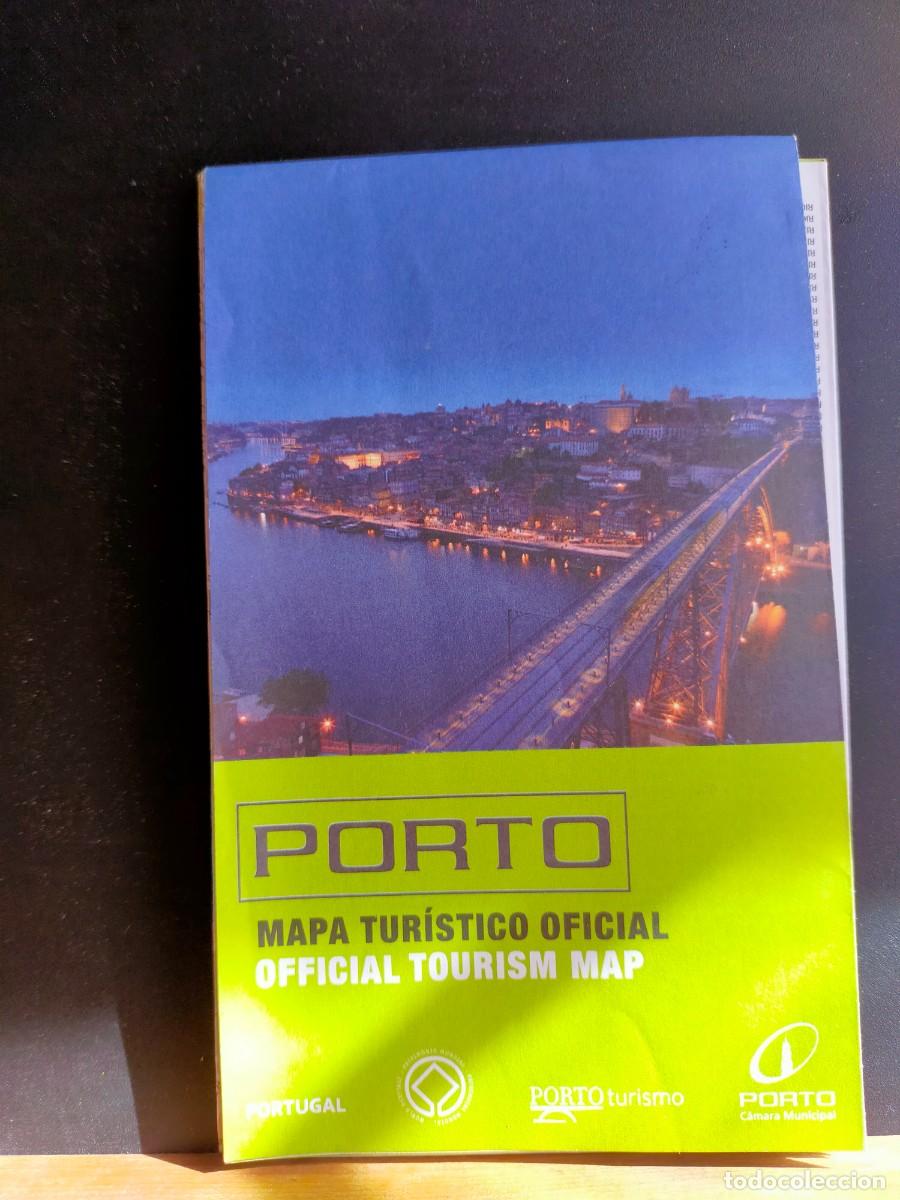 PORTO
MAPA TURÍSTICO OFICIAL
OFFICIAL TOURISM MAP
PORTUGAL
PORTO turismo
PORTO
Câmara Municipal
todocoleccion